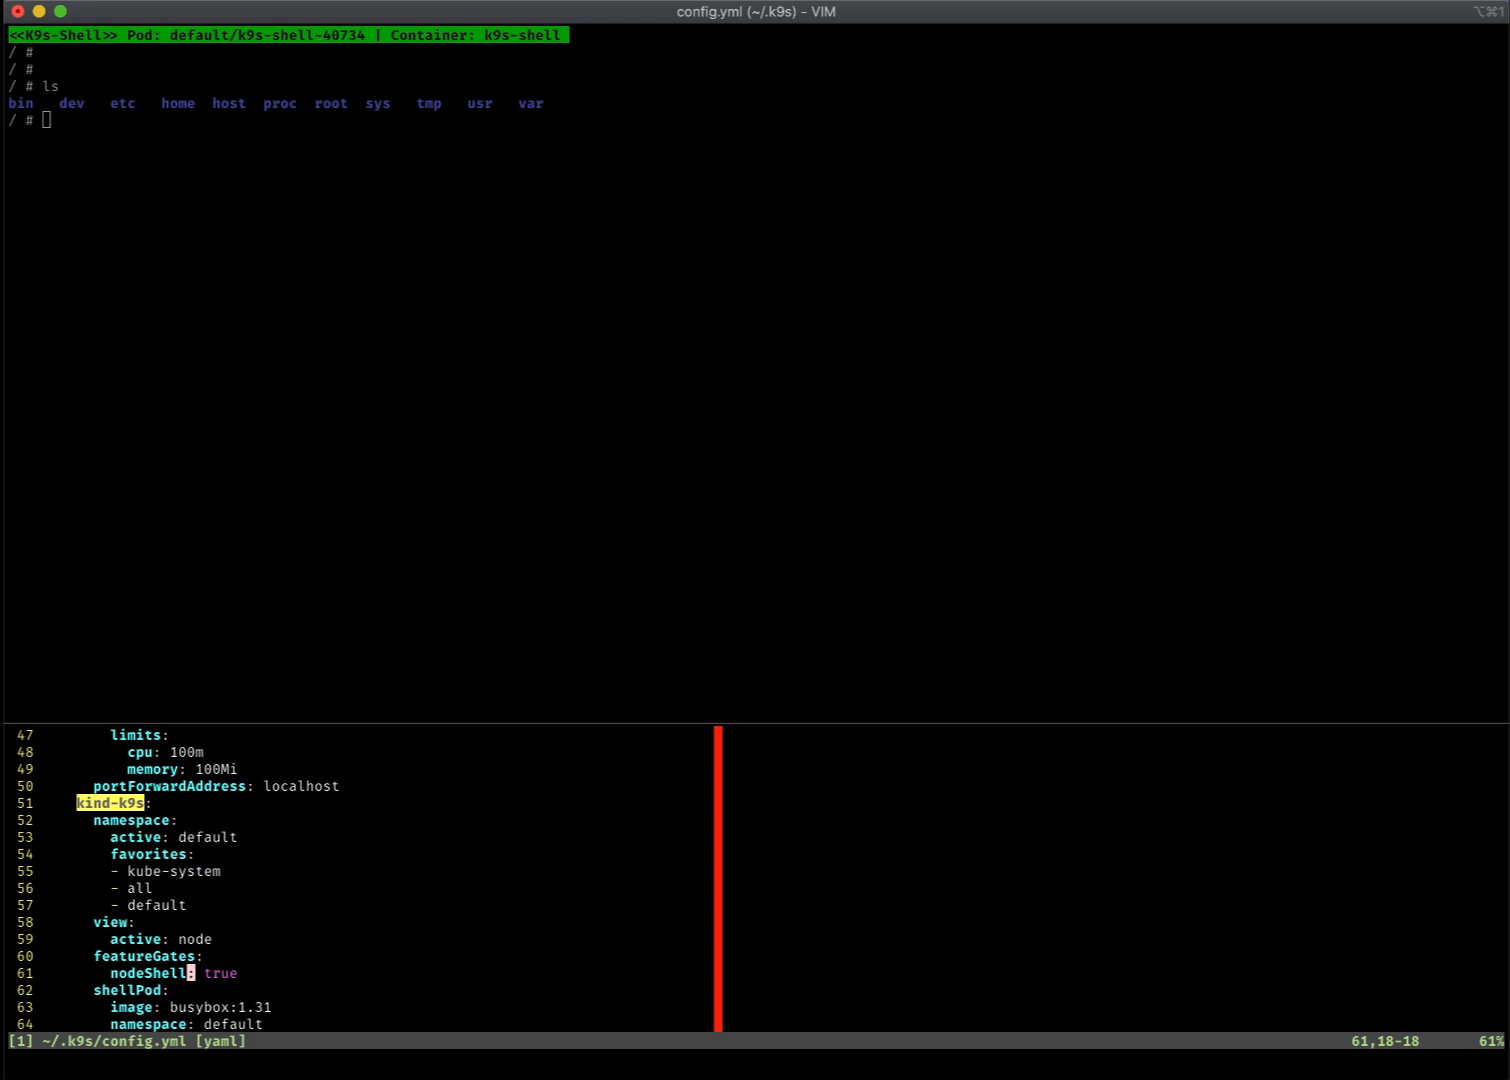 config.yml (~/.k9s) - VIM
⌥⌘1
<<K9s-Shell>> Pod: default/k9s-shell-40734 | Container: k9s-shell
/ #
/ #
/ # ls
bin   dev   etc   home  host  proc  root  sys   tmp   usr   var
/ #
47         limits:
48           cpu: 100m
49           memory: 100Mi
50       portForwardAddress: localhost
51     kind-k9s:
52       namespace:
53         active: default
54         favorites:
55         - kube-system
56         - all
57         - default
58       view:
59         active: node
60       featureGates:
61         nodeShell: true
62       shellPod:
63         image: busybox:1.31
64         namespace: default
[1] ~/.k9s/config.yml [yaml] 61,18-18 61%